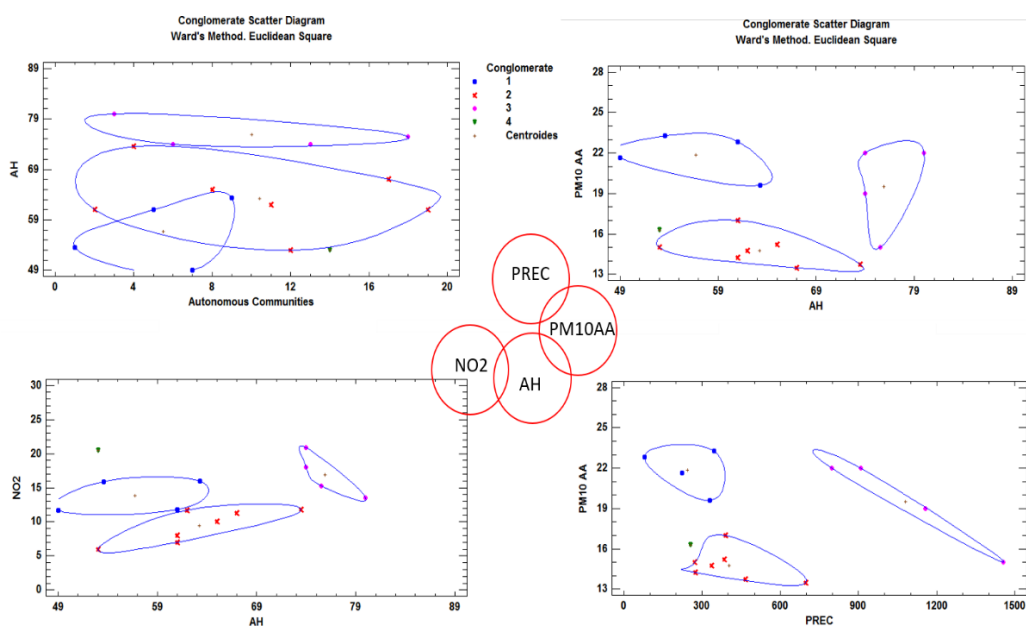 Conglomerate Scatter Diagram
Ward's Method. Euclidean Square
AH
89
79
69
59
49
0
4
8
12
16
20
Autonomous Communities
Conglomerate
1
2
3
4
Centroides
Conglomerate Scatter Diagram
Ward's Method. Euclidean Square
PM10 AA
28
25
22
19
16
13
49
59
69
79
89
AH
PREC
PM10AA
NO2
AH
NO2
30
25
20
15
10
5
0
49
59
69
79
89
AH
PM10 AA
28
25
22
19
16
13
0
300
600
900
1200
1500
PREC